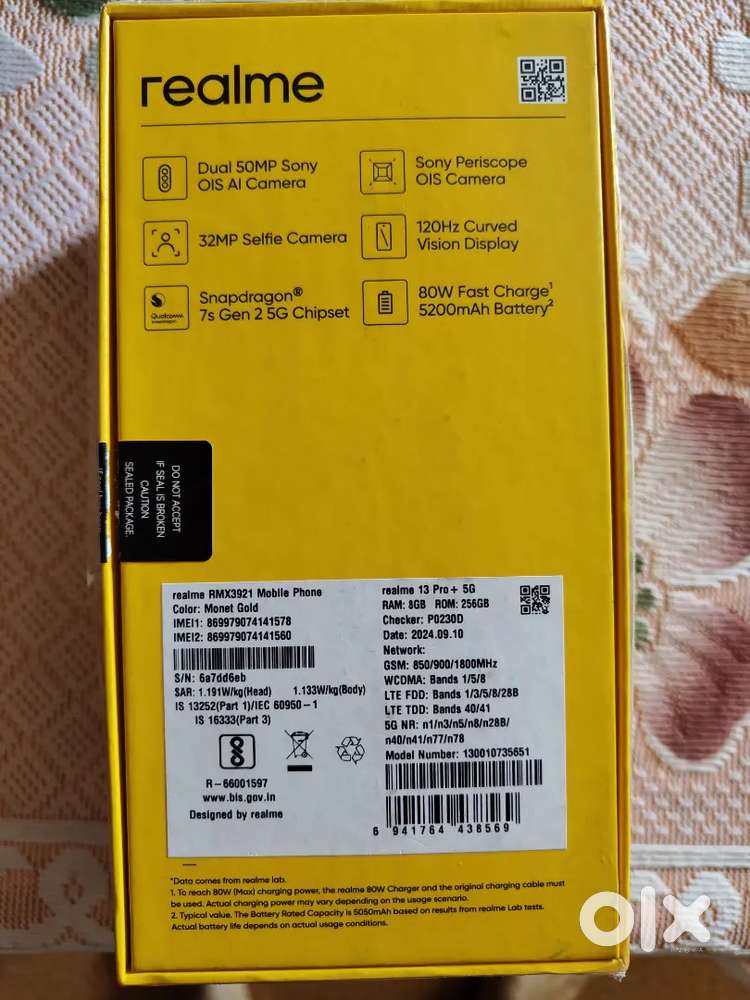 realme
Dual 50MP Sony
OIS AI Camera
Sony Periscope
OIS Camera
32MP Selfie Camera
120Hz Curved
Vision Display
Qualcomm
snapdragon
Snapdragon®
7s Gen 2 5G Chipset
80W Fast Charge¹
5200mAh Battery²
DO NOT ACCEPT
IF SEAL IS BROKEN
CAUTION
SEALED PACKAGE.
realme RMX3921 Mobile Phone
Color: Monet Gold
IMEI1: 869979074141578
IMEI2: 869979074141560
S/N: 6a7dd6eb
SAR: 1.191W/kg(Head) 1.133W/kg(Body)
IS 13252(Part 1)/IEC 60950-1
IS 16333(Part 3)
R-66001597
www.bis.gov.in
Designed by realme
realme 13 Pro+ 5G
RAM: 8GB ROM: 256GB
Checker: P0230D
Date: 2024.09.10
Network:
GSM: 850/900/1800MHz
WCDMA: Bands 1/5/8
LTE FDD: Bands 1/3/5/8/28B
LTE TDD: Bands 40/41
5G NR: n1/n3/n5/n8/n28B/
n40/n41/n77/n78
Model Number: 130010735651
6 941764 438569
*Data comes from realme lab.
1. To reach 80W (Max) charging power, the realme 80W Charger and the original charging cable must
be used. Actual charging power may vary depending on the usage scenario.
2. Typical value. The Battery Rated Capacity is 5050mAh based on results from realme Lab tests.
Actual battery life depends on actual usage conditions.
olx